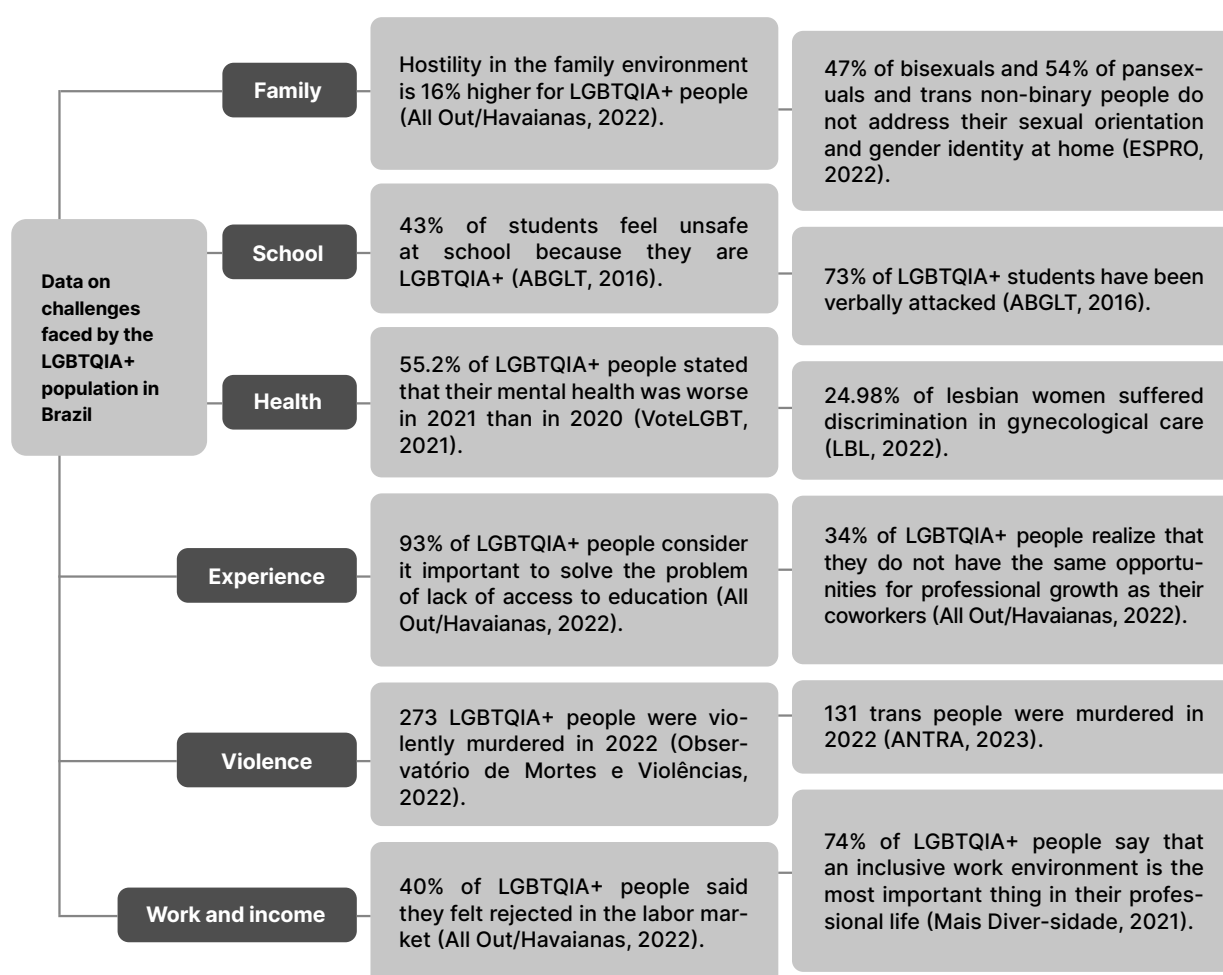 Data on
challenges
faced by the
LGBTQIA+
population in
Brazil
Family
Hostility in the family environment
is 16% higher for LGBTQIA+ people
(All Out/Havaianas, 2022).
47% of bisexuals and 54% of pansex-
uals and trans non-binary people do
not address their sexual orientation
and gender identity at home (ESPRO,
2022).
School
43% of students feel unsafe
at school because they are
LGBTQIA+ (ABGLT, 2016).
73% of LGBTQIA+ students have been
verbally attacked (ABGLT, 2016).
Health
55.2% of LGBTQIA+ people stated
that their mental health was worse
in 2021 than in 2020 (VoteLGBT,
2021).
24.98% of lesbian women suffered
discrimination in gynecological care
(LBL, 2022).
Experience
93% of LGBTQIA+ people consider
it important to solve the problem
of lack of access to education (All
Out/Havaianas, 2022).
34% of LGBTQIA+ people realize that
they do not have the same opportu-
nities for professional growth as their
coworkers (All Out/Havaianas, 2022).
Violence
273 LGBTQIA+ people were vio-
lently murdered in 2022 (Obser-
vatório de Mortes e Violências,
2022).
131 trans people were murdered in
2022 (ANTRA, 2023).
Work and income
40% of LGBTQIA+ people said
they felt rejected in the labor mar-
ket (All Out/Havaianas, 2022).
74% of LGBTQIA+ people say that
an inclusive work environment is the
most important thing in their profes-
sional life (Mais Diver-sidade, 2021).